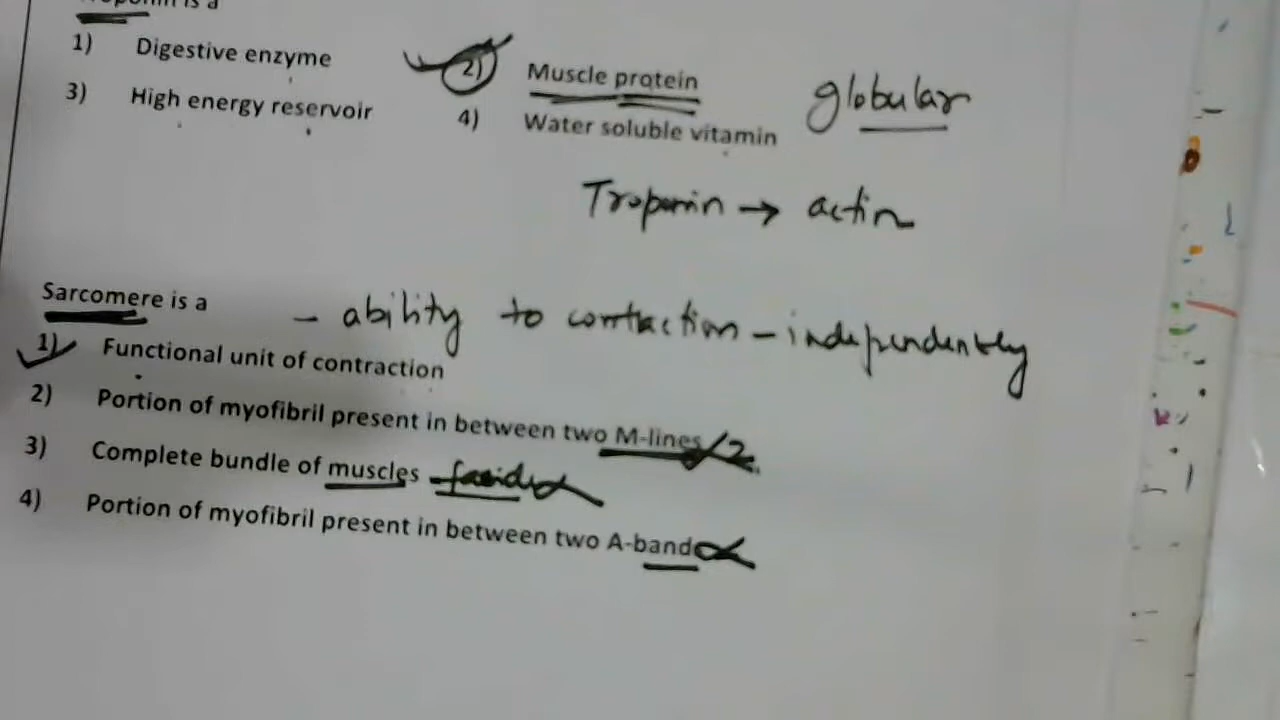 Troponin is a
1) Digestive enzyme 2) Muscle protein globular
3) High energy reservoir 4) Water soluble vitamin
Troponin → actin
Sarcomere is a - ability to contraction - independently
1) Functional unit of contraction
2) Portion of myofibril present in between two M-lines
3) Complete bundle of muscles
4) Portion of myofibril present in between two A-band